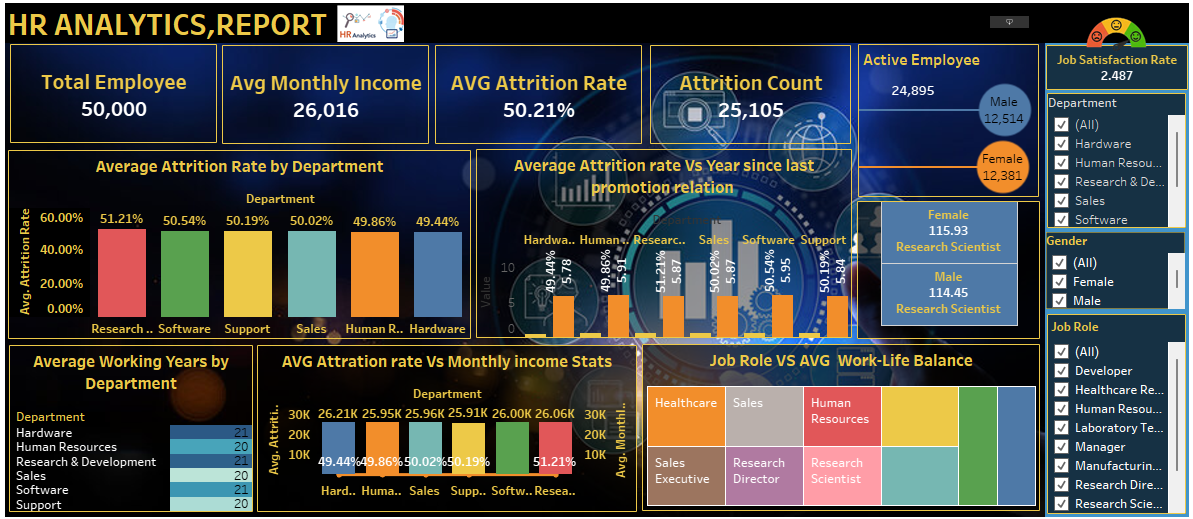 HR ANALYTICS,REPORT
HR Analytics
Total Employee
50,000
Avg Monthly Income
26,016
AVG Attrition Rate
50.21%
Attrition Count
25,105
Active Employee
24,895
Male
12,514
Female
12,381
Job Satisfaction Rate
2.487
Average Attrition Rate by Department
Department
Avg. Attrition Rate
60.00%
40.00%
20.00%
0.00%
51.21% 50.54% 50.19% 50.02% 49.86% 49.44%
Research .. Software Support Sales Human R.. Hardware
Average Attrition rate Vs Year since last
promotion relation
Department
Hardwa.. Human .. Researc.. Sales Software Support
Value
10
5
0
49.44% 5.78 49.86% 5.91 51.21% 5.87 50.02% 5.87 50.54% 5.95 50.19% 5.84
Female
115.93
Research Scientist
Male
114.45
Research Scientist
Department
(All)
Hardware
Human Resou...
Research & De...
Sales
Software
Gender
(All)
Female
Male
Job Role
(All)
Developer
Healthcare Re...
Human Resou...
Laboratory Te...
Manager
Manufacturin...
Research Dire...
Research Scie...
Average Working Years by
Department
Department
Hardware 21
Human Resources 20
Research & Development 21
Sales 20
Software 21
Support 20
AVG Attration rate Vs Monthly income Stats
Department
Avg. Attriti..
30K
20K
10K
26.21K 25.95K 25.96K 25.91K 26.00K 26.06K
49.44% 49.86% 50.02% 50.19% 51.21%
Hard.. Huma.. Sales Supp.. Softw.. Resea..
30K
20K
10K
Avg. Monthl..
Job Role VS AVG Work-Life Balance
Healthcare
Sales
Human
Resources
Sales
Executive
Research
Director
Research
Scientist